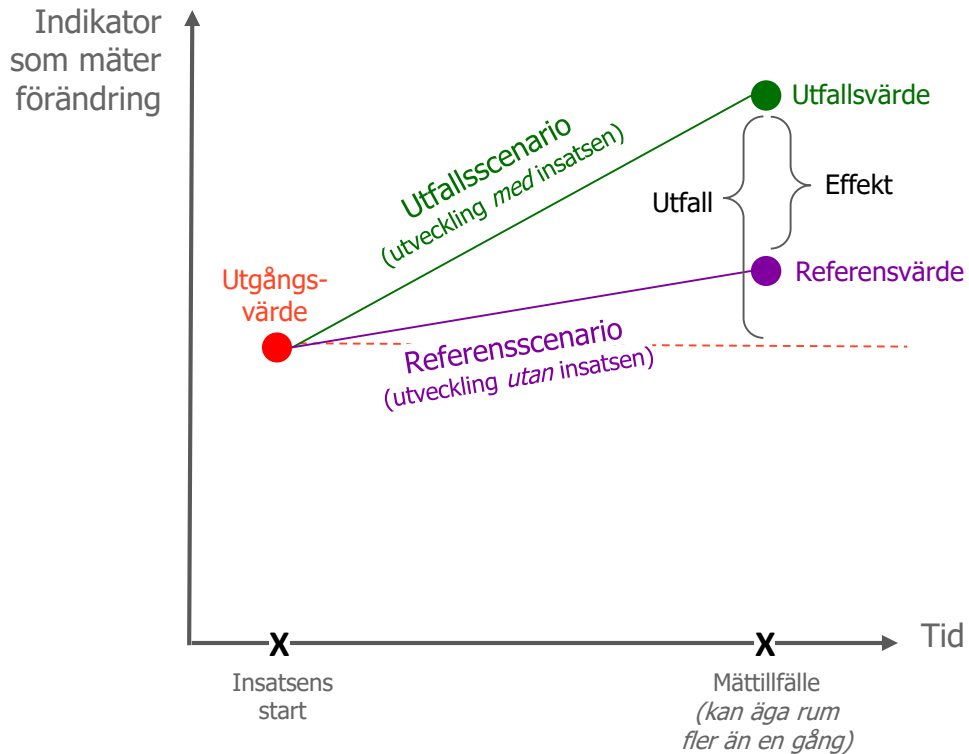 Indikator
som mäter
förändring
Utfallsvärde
Utfallsscenario
(utveckling med insatsen)
Utfall
Effekt
Utgångs-
värde
Referensvärde
Referensscenario
(utveckling utan insatsen)
X
X
Tid
Insatsens
start
Mättillfälle
(kan äga rum
fler än en gång)